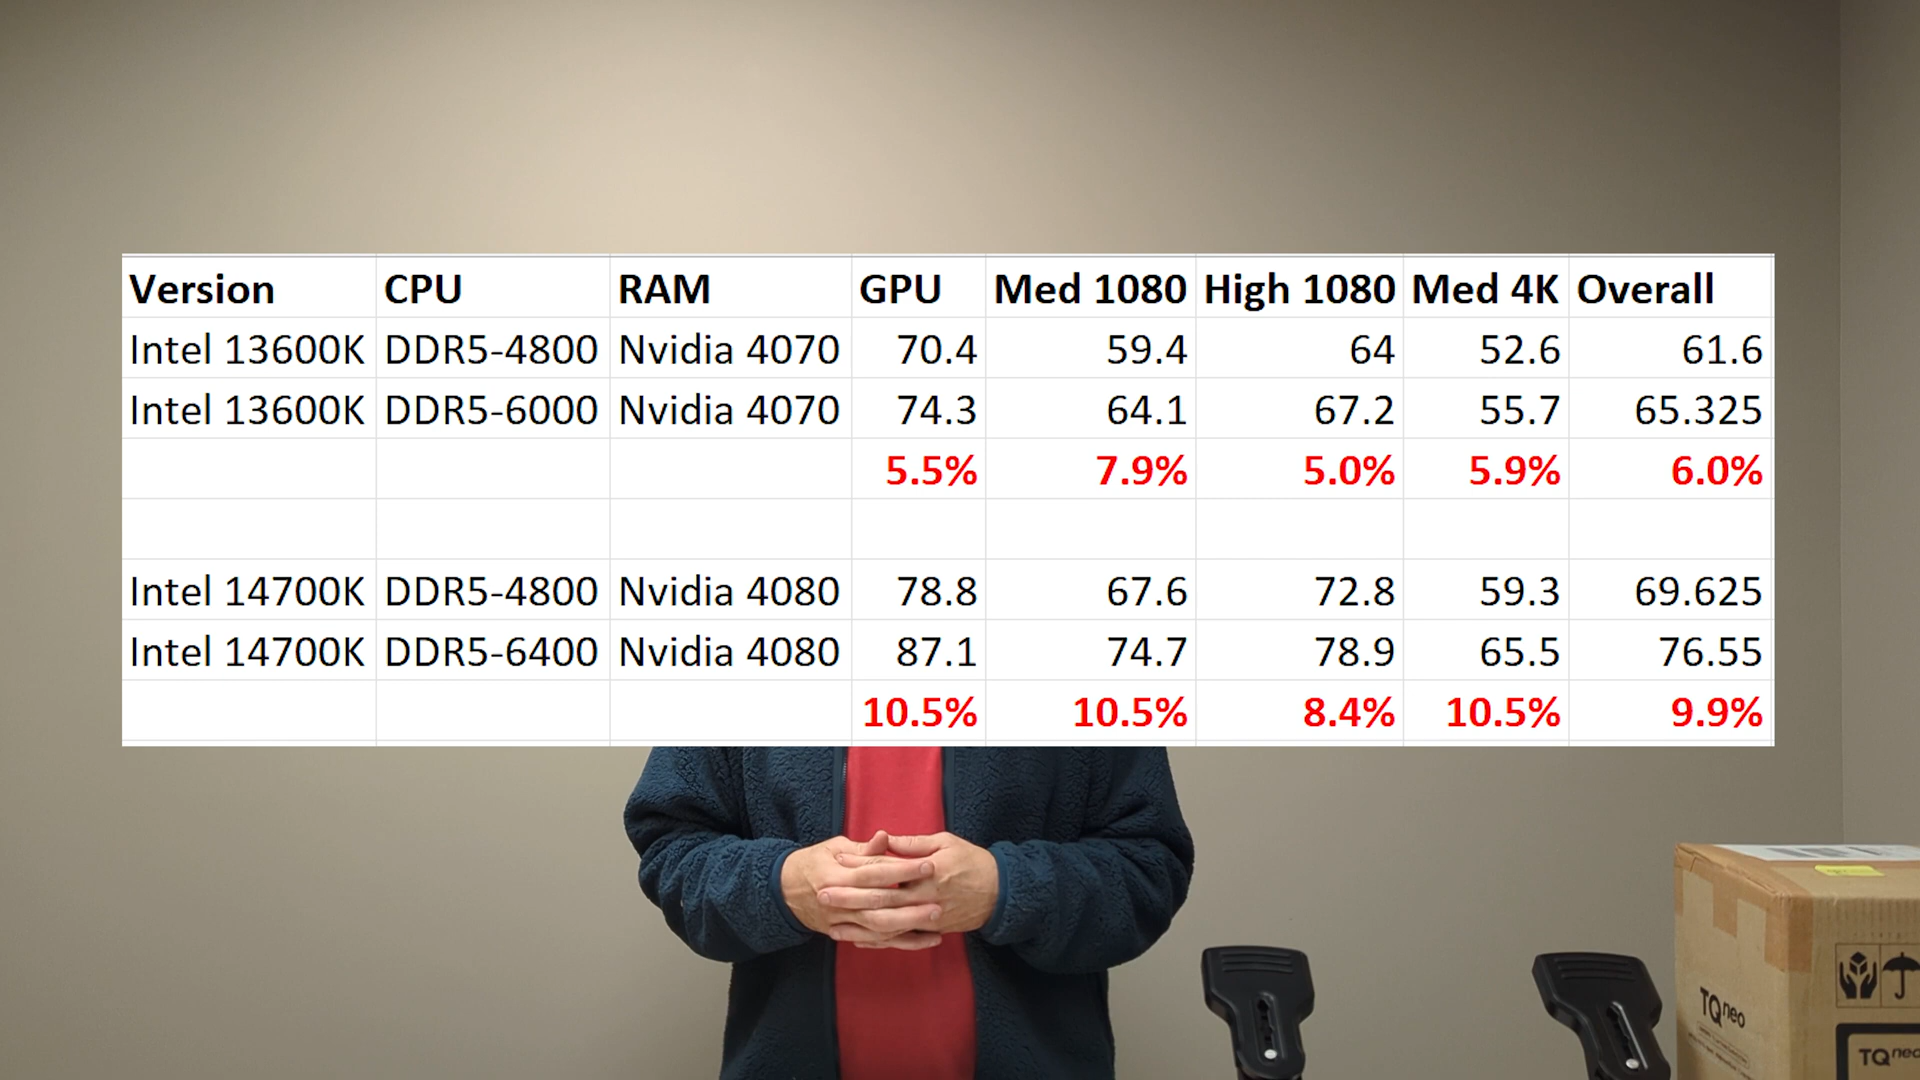 Version CPU RAM GPU Med 1080 High 1080 Med 4K Overall
Intel 13600K DDR5-4800 Nvidia 4070 70.4 59.4 64 52.6 61.6
Intel 13600K DDR5-6000 Nvidia 4070 74.3 64.1 67.2 55.7 65.325
5.5% 7.9% 5.0% 5.9% 6.0%
Intel 14700K DDR5-4800 Nvidia 4080 78.8 67.6 72.8 59.3 69.625
Intel 14700K DDR5-6400 Nvidia 4080 87.1 74.7 78.9 65.5 76.55
10.5% 10.5% 8.4% 10.5% 9.9%
TQ neo
TQ neo